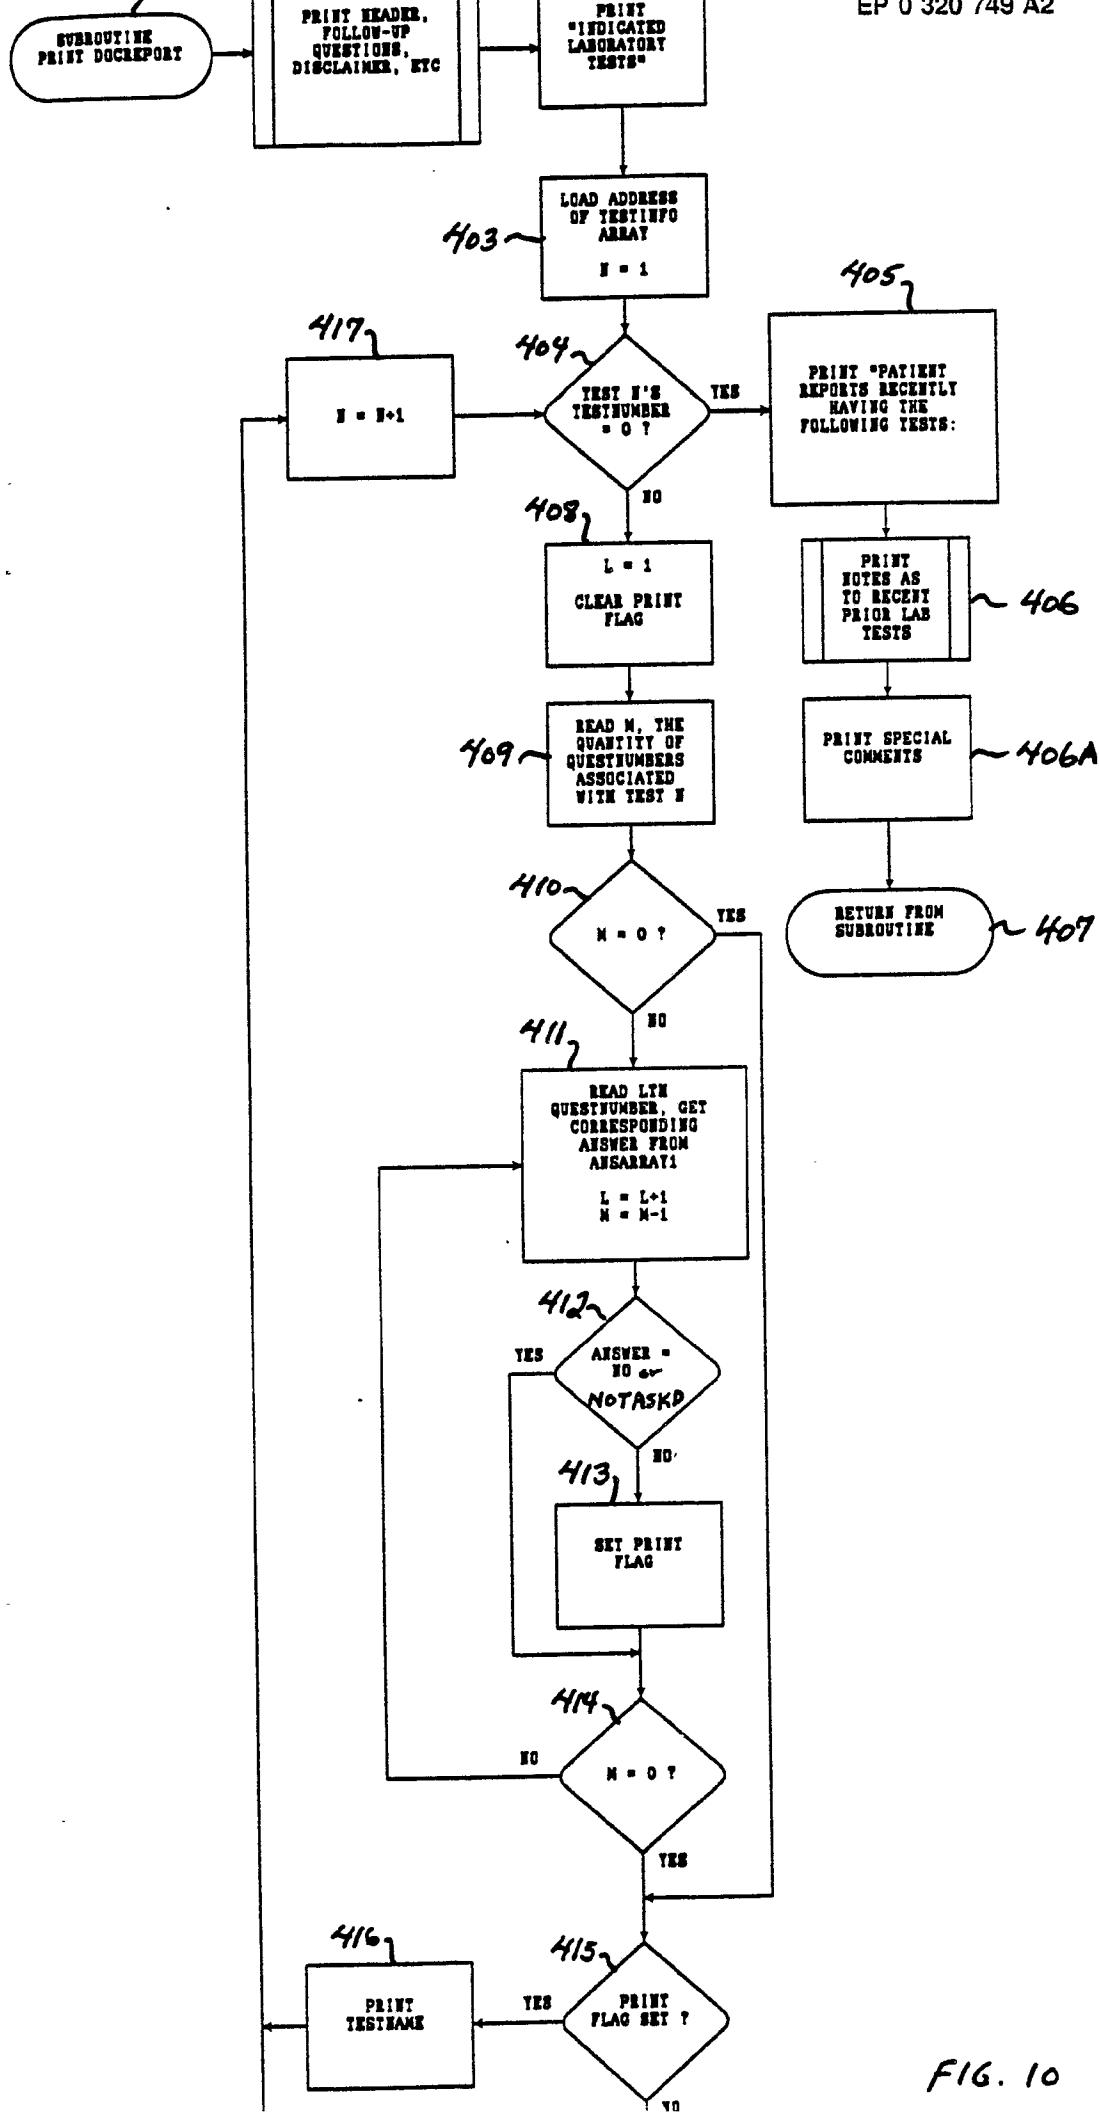 EP 0 320 749 A2
SUBROUTINE
PRINT DOCREPORT
PRINT HEADER,
FOLLOW-UP
QUESTIONS,
DISCLAIMER, ETC
PRINT
"INDICATED
LABORATORY
TESTS"
403
LOAD ADDRESS
OF TESTINFO
ARRAY
N = 1
417
N = N+1
404
TEST N'S
TESTNUMBER
= 0 ?
YES
NO
405
PRINT "PATIENT
REPORTS RECENTLY
HAVING THE
FOLLOWING TESTS:
408
L = 1
CLEAR PRINT
FLAG
PRINT
NOTES AS
TO RECENT
PRIOR LAB
TESTS
406
409
READ M, THE
QUANTITY OF
QUESTNUMBERS
ASSOCIATED
WITH TEST N
PRINT SPECIAL
COMMENTS
406A
410
M = 0 ?
YES
NO
RETURN FROM
SUBROUTINE
407
411
READ LTH
QUESTNUMBER, GET
CORRESPONDING
ANSWER FROM
ANSARRAY1
L = L+1
M = M-1
412
YES
ANSWER =
NO or
NOTASKD
NO
413
SET PRINT
FLAG
414
NO
M = 0 ?
YES
416
PRINT
TESTNAME
415
YES
PRINT
FLAG SET ?
NO
FIG. 10